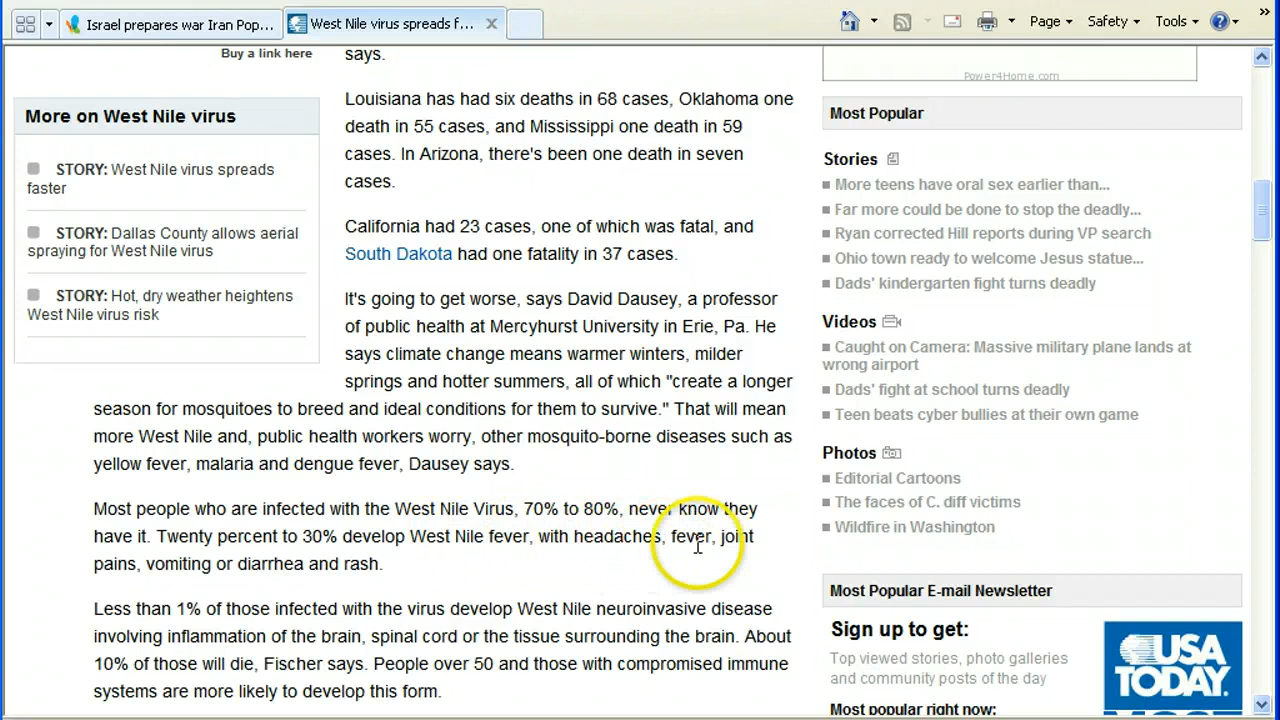 Israel prepares war Iran Pop...
West Nile virus spreads f...
Page
Safety
Tools
Buy a link here
More on West Nile virus
STORY: West Nile virus spreads
faster
STORY: Dallas County allows aerial
spraying for West Nile virus
STORY: Hot, dry weather heightens
West Nile virus risk
says.
Louisiana has had six deaths in 68 cases, Oklahoma one
death in 55 cases, and Mississippi one death in 59
cases. In Arizona, there's been one death in seven
cases.
California had 23 cases, one of which was fatal, and
South Dakota had one fatality in 37 cases.
It's going to get worse, says David Dausey, a professor
of public health at Mercyhurst University in Erie, Pa. He
says climate change means warmer winters, milder
springs and hotter summers, all of which "create a longer
season for mosquitoes to breed and ideal conditions for them to survive." That will mean
more West Nile and, public health workers worry, other mosquito-borne diseases such as
yellow fever, malaria and dengue fever, Dausey says.
Most people who are infected with the West Nile Virus, 70% to 80%, never know they
have it. Twenty percent to 30% develop West Nile fever, with headaches, fever, joint
pains, vomiting or diarrhea and rash.
Less than 1% of those infected with the virus develop West Nile neuroinvasive disease
involving inflammation of the brain, spinal cord or the tissue surrounding the brain. About
10% of those will die, Fischer says. People over 50 and those with compromised immune
systems are more likely to develop this form.
Power4Home.com
Most Popular
Stories
More teens have oral sex earlier than...
Far more could be done to stop the deadly...
Ryan corrected Hill reports during VP search
Ohio town ready to welcome Jesus statue...
Dads' kindergarten fight turns deadly
Videos
Caught on Camera: Massive military plane lands at
wrong airport
Dads' fight at school turns deadly
Teen beats cyber bullies at their own game
Photos
Editorial Cartoons
The faces of C. diff victims
Wildfire in Washington
Most Popular E-mail Newsletter
Sign up to get:
Top viewed stories, photo galleries
and community posts of the day
Most popular right now:
USA
TODAY.